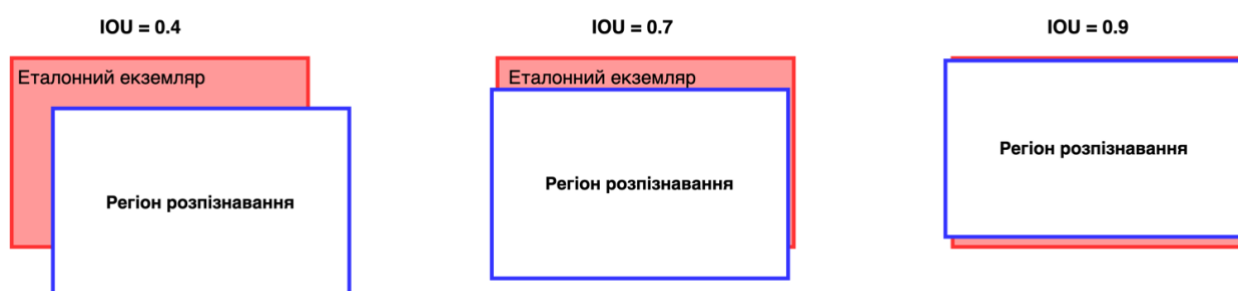 IOU = 0.4
Еталонний екземпляр
Регіон розпізнавання
IOU = 0.7
Еталонний екземпляр
Регіон розпізнавання
IOU = 0.9
Регіон розпізнавання